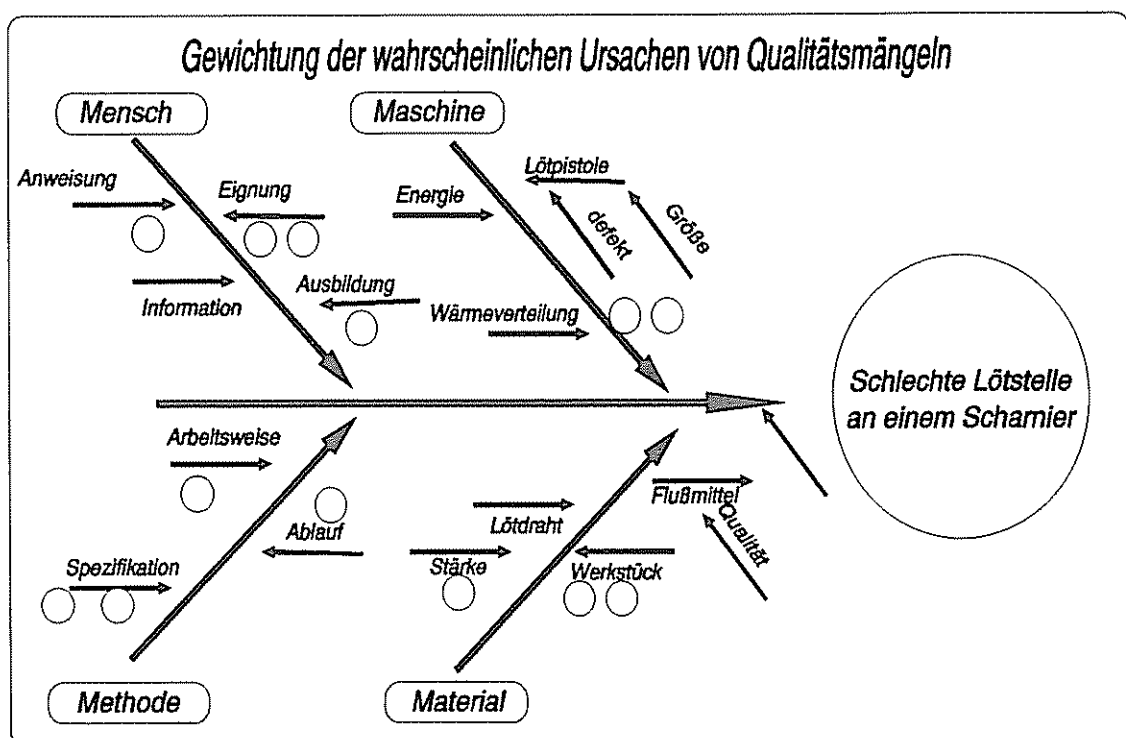 Gewichtung der wahrscheinlichen Ursachen von Qualitätsmängeln
Mensch
Maschine
Anweisung
Eignung
Energie
Lötpistole
defekt
Größe
Information
Ausbildung
Wärmeverteilung
Schlechte Lötstelle
an einem Scharnier
Arbeitsweise
Ablauf
Spezifikation
Lötdraht
Flußmittel
Qualität
Stärke
Werkstück
Methode
Material